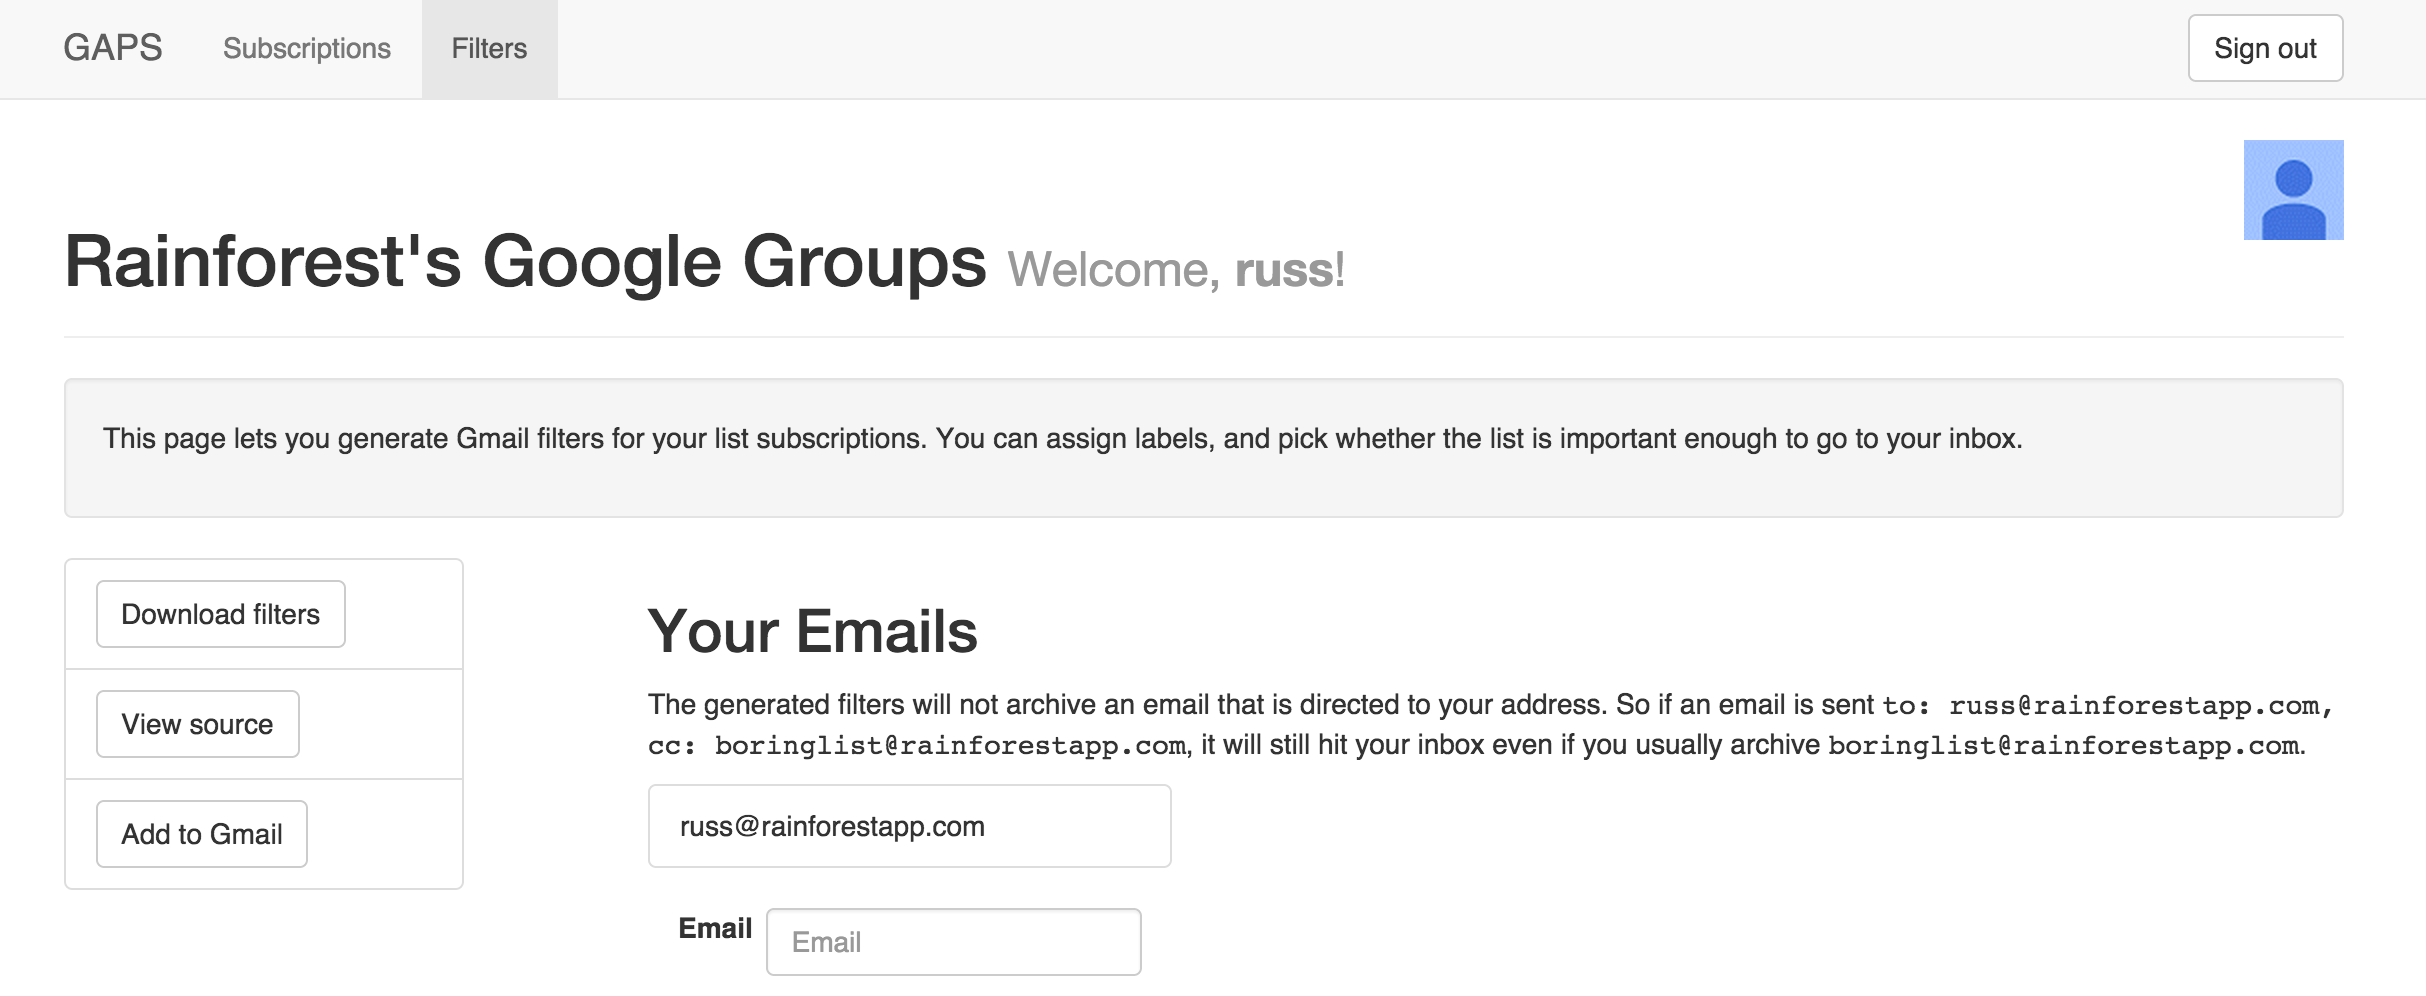 GAPS Subscriptions Filters Sign out
Rainforest's Google Groups Welcome, russ!
This page lets you generate Gmail filters for your list subscriptions. You can assign labels, and pick whether the list is important enough to go to your inbox.
Download filters
View source
Add to Gmail
Your Emails
The generated filters will not archive an email that is directed to your address. So if an email is sent to: russ@rainforestapp.com,
cc: boringlist@rainforestapp.com, it will still hit your inbox even if you usually archive boringlist@rainforestapp.com.
russ@rainforestapp.com
Email Email